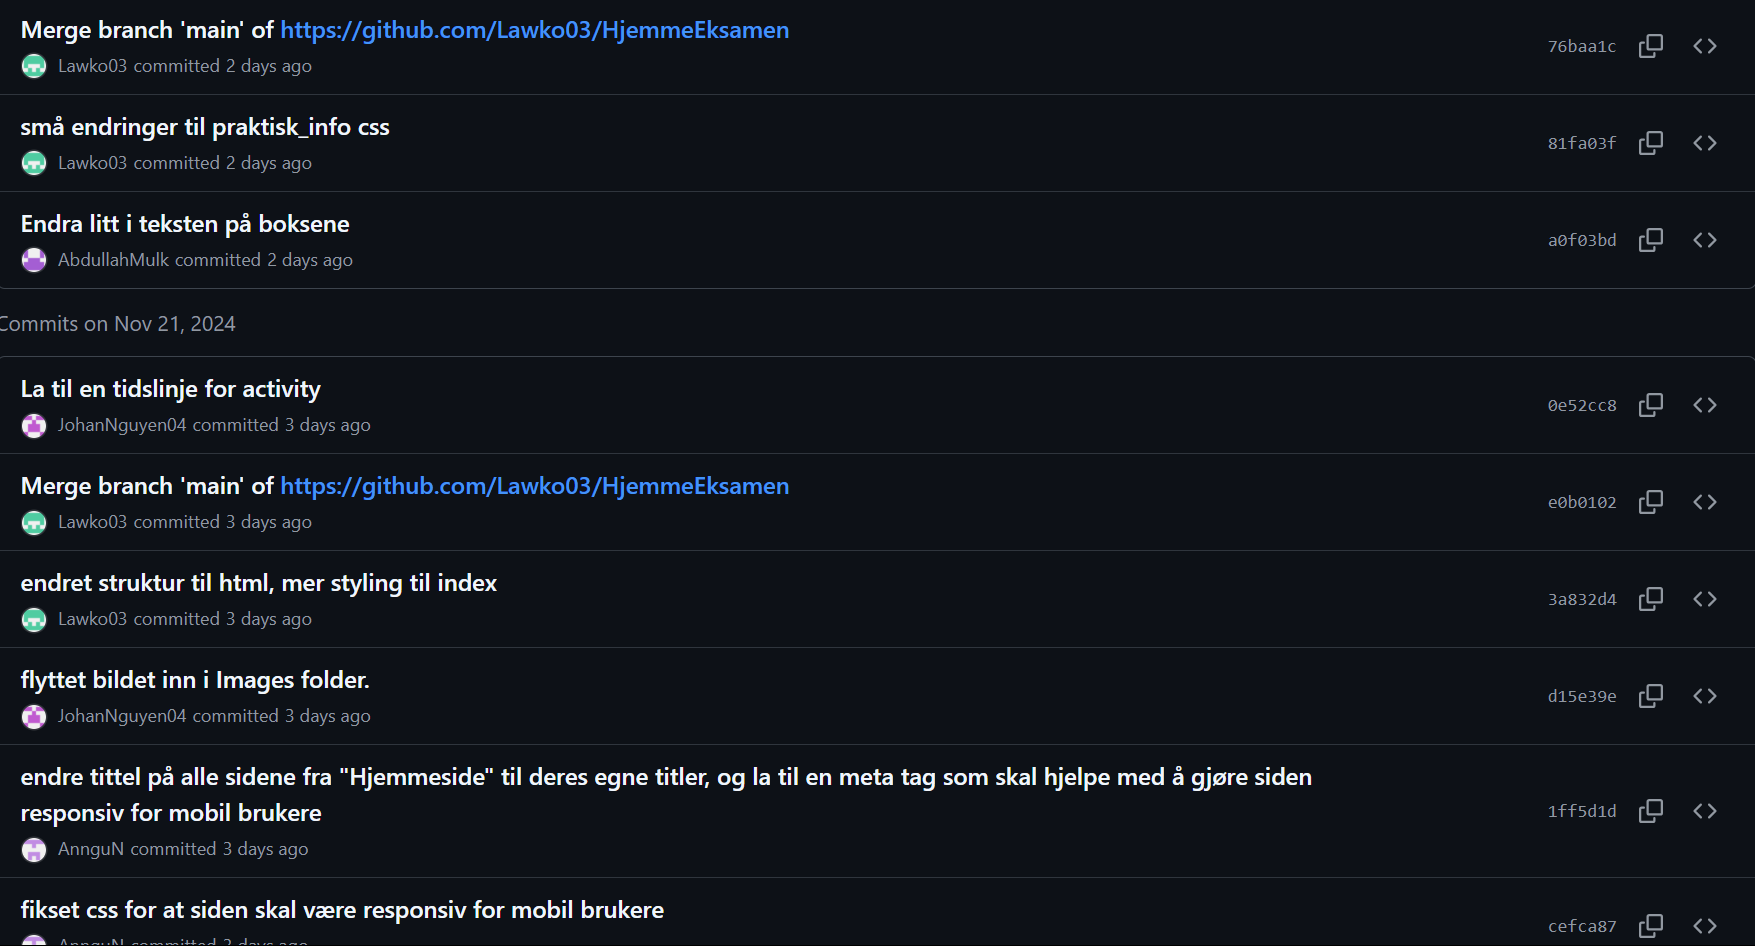 Merge branch 'main' of https://github.com/Lawko03/HjemmeEksamen
Lawko03 committed 2 days ago
76baa1c
små endringer til praktisk_info css
Lawko03 committed 2 days ago
81fa03f
Endra litt i teksten på boksene
AbdullahMulk committed 2 days ago
a0f03bd
Commits on Nov 21, 2024
La til en tidslinje for activity
JohanNguyen04 committed 3 days ago
0e52cc8
Merge branch 'main' of https://github.com/Lawko03/HjemmeEksamen
Lawko03 committed 3 days ago
e0b0102
endret struktur til html, mer styling til index
Lawko03 committed 3 days ago
3a832d4
flyttet bildet inn i Images folder.
JohanNguyen04 committed 3 days ago
d15e39e
endre tittel på alle sidene fra "Hjemmeside" til deres egne titler, og la til en meta tag som skal hjelpe med å gjøre siden
responsiv for mobil brukere
AnnguN committed 3 days ago
1ff5d1d
fikset css for at siden skal være responsiv for mobil brukere
AnnguN committed 3 days ago
cefca87